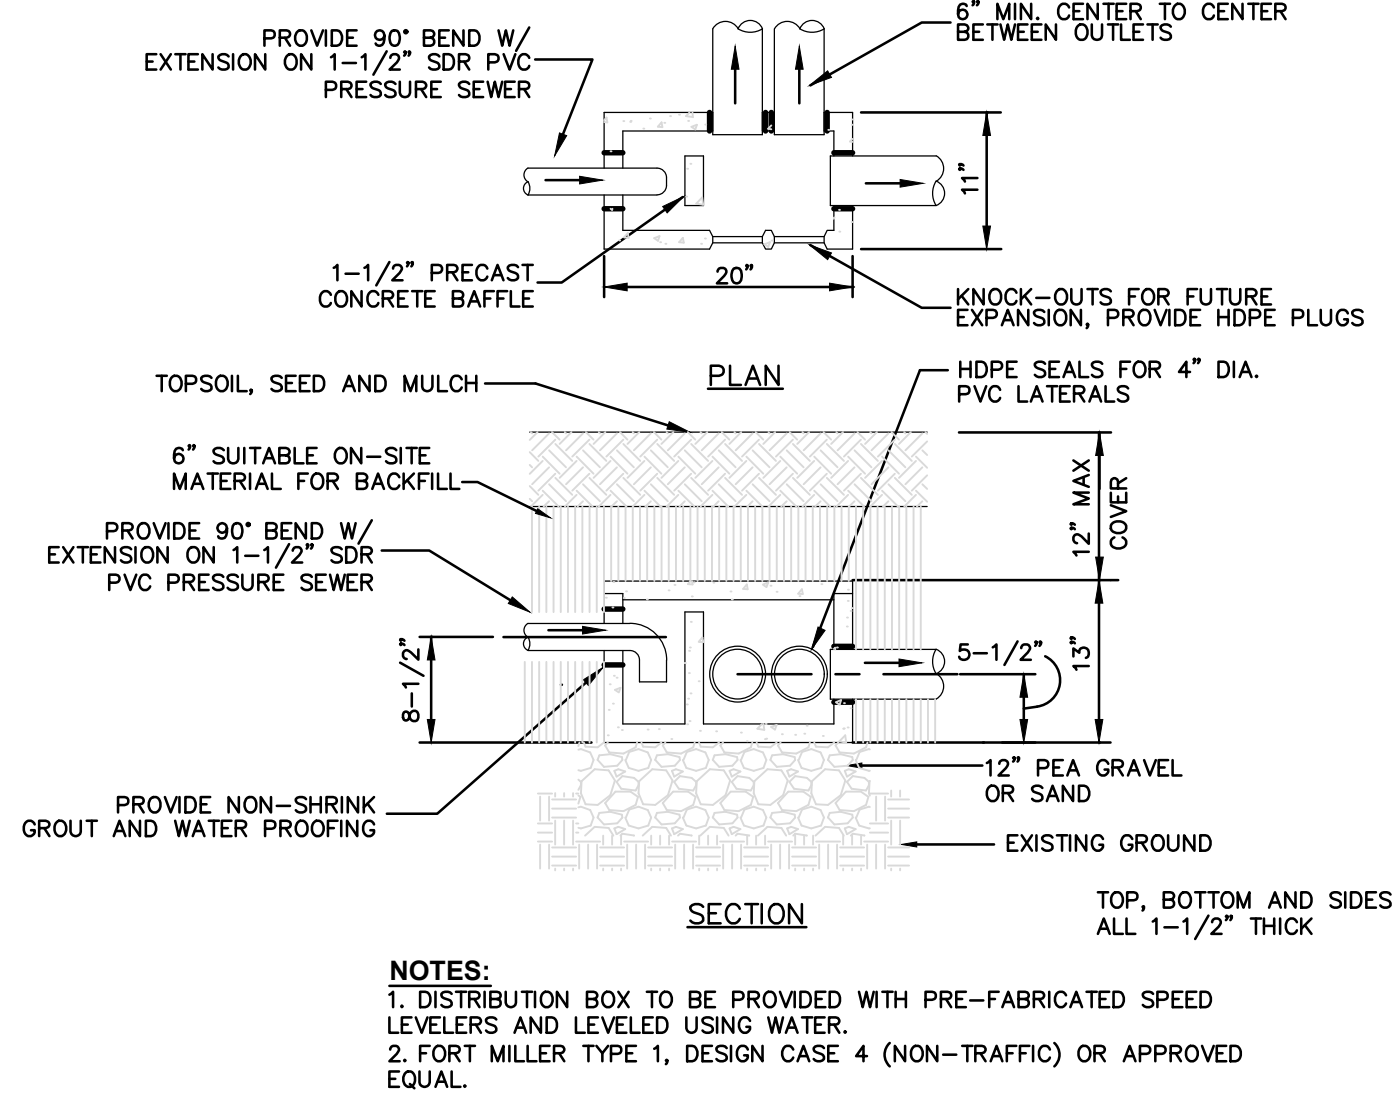 6" MIN. CENTER TO CENTER
BETWEEN OUTLETS
PROVIDE 90° BEND W/
EXTENSION ON 1-1/2" SDR PVC
PRESSURE SEWER
11"
1-1/2" PRECAST
CONCRETE BAFFLE
20"
KNOCK-OUTS FOR FUTURE
EXPANSION, PROVIDE HDPE PLUGS
PLAN
TOPSOIL, SEED AND MULCH
HDPE SEALS FOR 4" DIA.
PVC LATERALS
6" SUITABLE ON-SITE
MATERIAL FOR BACKFILL
12" MAX
COVER
PROVIDE 90° BEND W/
EXTENSION ON 1-1/2" SDR
PVC PRESSURE SEWER
8-1/2"
5-1/2"
13"
12" PEA GRAVEL
OR SAND
PROVIDE NON-SHRINK
GROUT AND WATER PROOFING
EXISTING GROUND
SECTION
TOP, BOTTOM AND SIDES
ALL 1-1/2" THICK
NOTES:
1. DISTRIBUTION BOX TO BE PROVIDED WITH PRE-FABRICATED SPEED
LEVELERS AND LEVELED USING WATER.
2. FORT MILLER TYPE 1, DESIGN CASE 4 (NON-TRAFFIC) OR APPROVED
EQUAL.